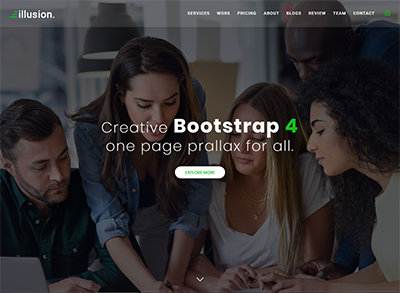 illusion.
SERVICES WORK PRICING ABOUT BLOGS REVIEW TEAM CONTACT
Creative Bootstrap 4
one page prallax for all.
EXPLORE MORE